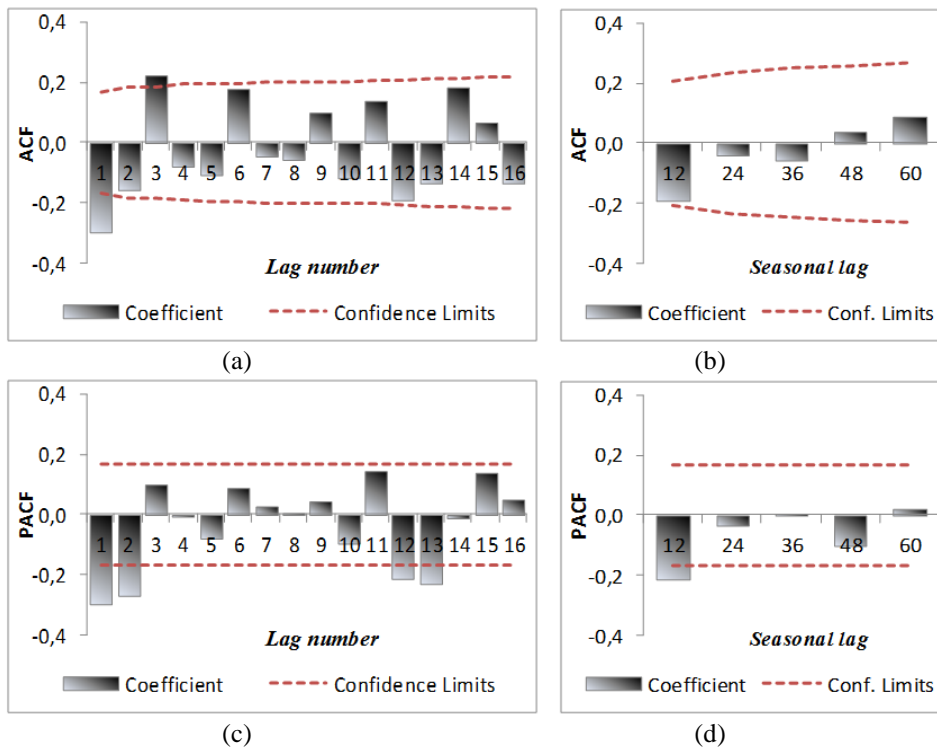 0,4
0,2
0,0
-0,2
-0,4
ACF
1 2 3 4 5 6 7 8 9 10 11 12 13 14 15 16
Lag number
Coefficient Confidence Limits
(a)
0,4
0,2
0,0
-0,2
-0,4
ACF
12 24 36 48 60
Seasonal lag
Coefficient Conf. Limits
(b)
0,4
0,2
0,0
-0,2
-0,4
PACF
1 2 3 4 5 6 7 8 9 10 11 12 13 14 15 16
Lag number
Coefficient Confidence Limits
(c)
0,4
0,2
0,0
-0,2
-0,4
PACF
12 24 36 48 60
Seasonal lag
Coefficient Conf. Limits
(d)